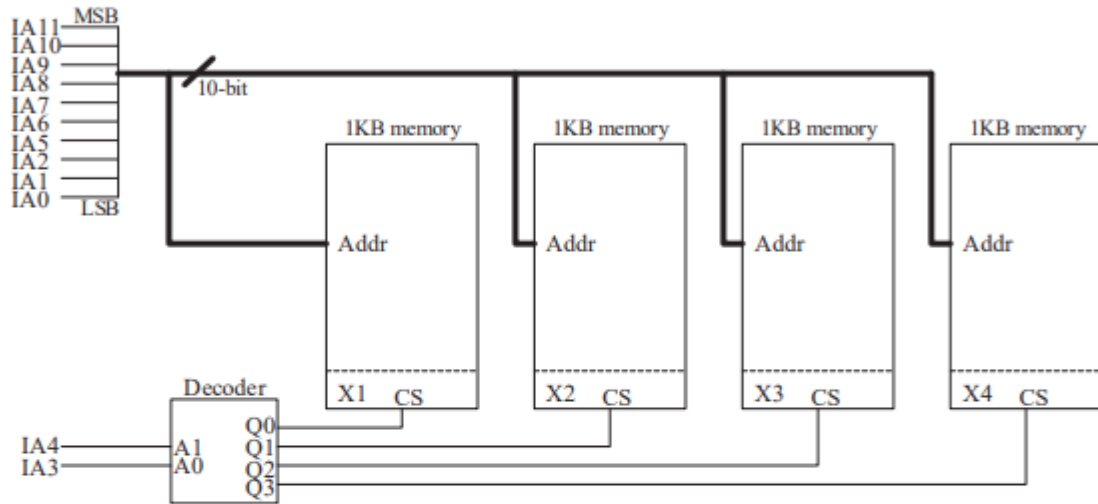 MSB
IA11
IA10
IA9
IA8
IA7
IA6
IA5
IA2
IA1
IA0
LSB
10-bit
1KB memory 1KB memory 1KB memory 1KB memory
Addr Addr Addr Addr
X1 CS X2 CS X3 CS X4 CS
Decoder
Q0
IA4 A1 Q1
IA3 A0 Q2
Q3